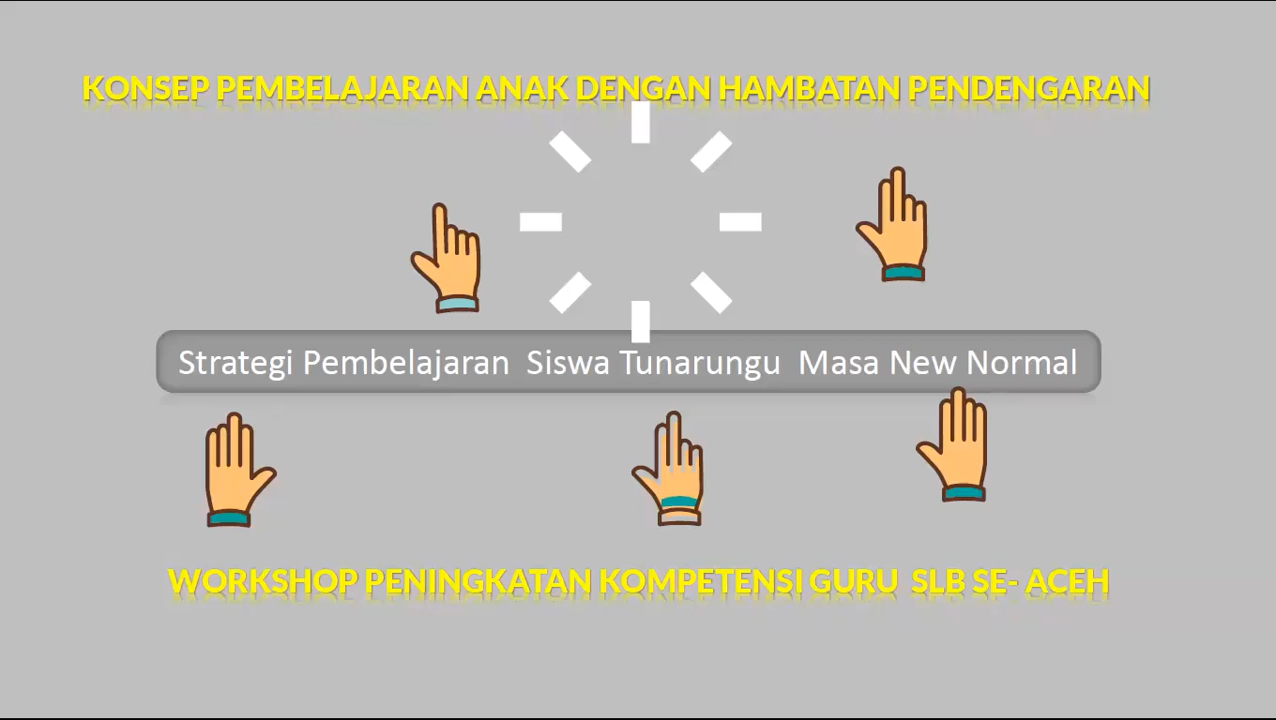 KONSEP PEMBELAJARAN ANAK DENGAN HAMBATAN PENDENGARAN
Strategi Pembelajaran Siswa Tunarungu Masa New Normal
WORKSHOP PENINGKATAN KOMPETENSI GURU SLB SE- ACEH